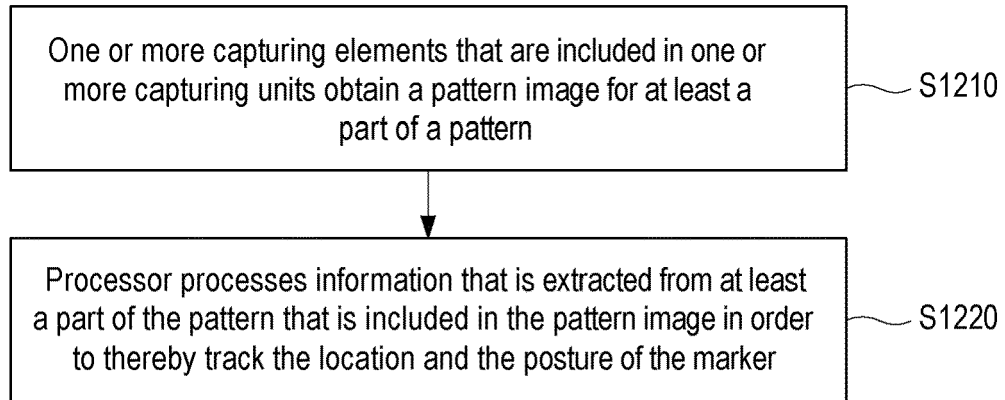 One or more capturing elements that are included in one or
more capturing units obtain a pattern image for at least a
part of a pattern
S1210
Processor processes information that is extracted from at least
a part of the pattern that is included in the pattern image in order
to thereby track the location and the posture of the marker
S1220